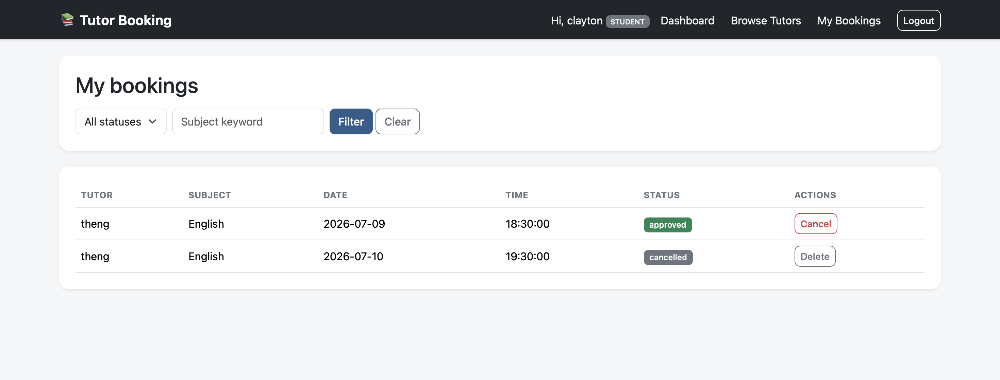 Tutor Booking
Hi, clayton STUDENT Dashboard Browse Tutors My Bookings Logout
My bookings
All statuses Subject keyword Filter Clear
TUTOR SUBJECT DATE TIME STATUS ACTIONS
theng English 2026-07-09 18:30:00 approved Cancel
theng English 2026-07-10 19:30:00 cancelled Delete